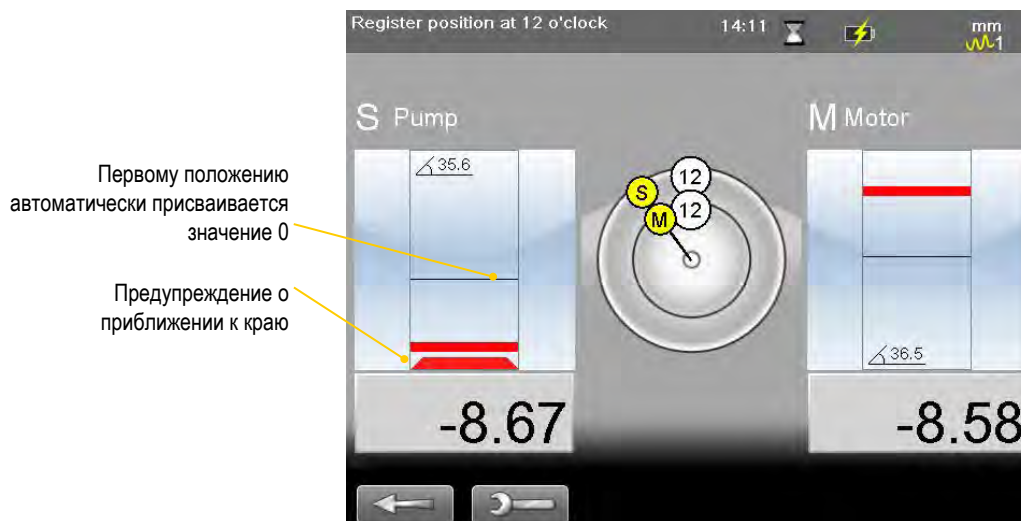 Register position at 12 o'clock 14:11 mm
1
S Pump M Motor
35.6
Первому положению
автоматически присваивается
значение 0
Предупреждение о
приближении к краю
12
S
12
M
36.5
-8.67 -8.58